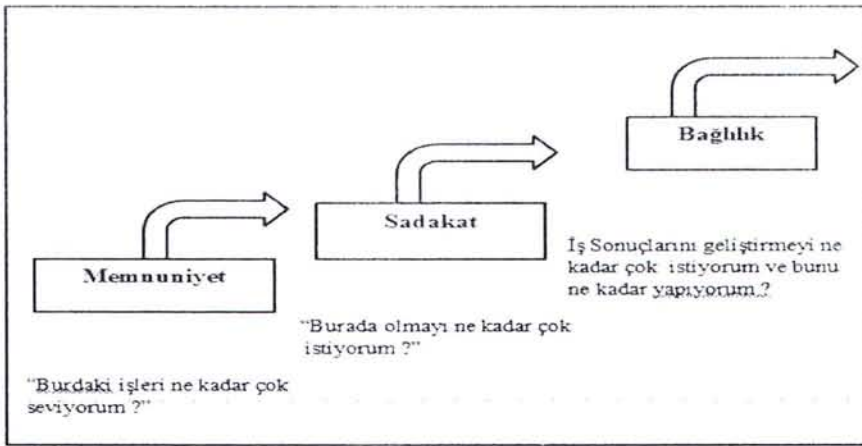 Bağlılık
Sadakat
Memnuniyet
İş Sonuçlarını geliştirmeyi ne
kadar çok istiyorum ve bunu
ne kadar yapıyorum ?
"Burada olmayı ne kadar çok
istiyorum ?"
"Burdaki işleri ne kadar çok
seviyorum ?"